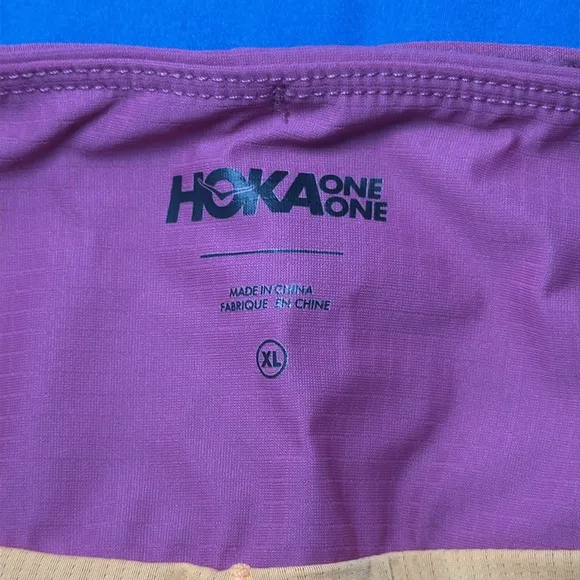 HOKA ONE ONE
MADE IN CHINA
FABRIQUE EN CHINE
XL